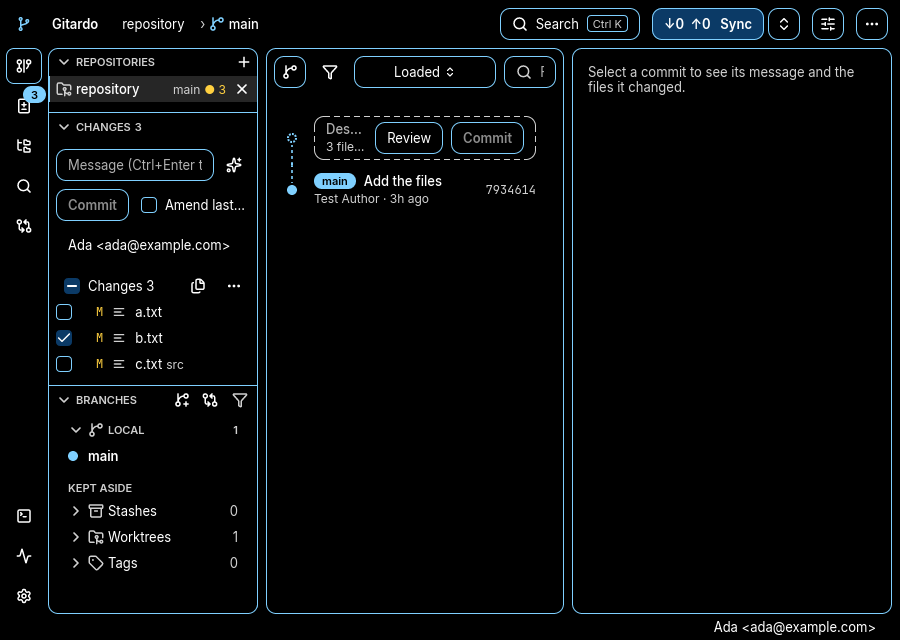 Gitardo repository › main Search Ctrl K ↓0 ↑0 Sync
REPOSITORIES
repository main 3
3
CHANGES 3
Message (Ctrl+Enter t
Commit Amend last...
Ada <ada@example.com>
Changes 3
M a.txt
M b.txt
M c.txt src
BRANCHES
LOCAL 1
main
KEPT ASIDE
Stashes 0
Worktrees 1
Tags 0
Loaded
Des...
3 file...
Review Commit
main Add the files
Test Author · 3h ago
7934614
Select a commit to see its message and the
files it changed.
Ada <ada@example.com>